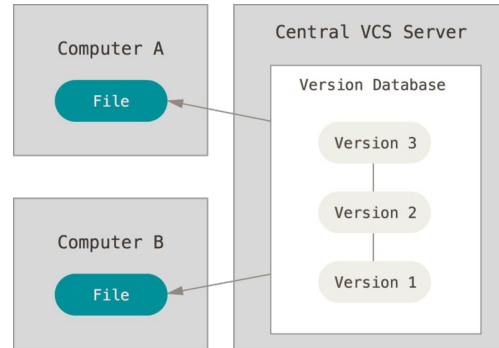 Computer A
File
Computer B
File
Central VCS Server
Version Database
Version 3
Version 2
Version 1